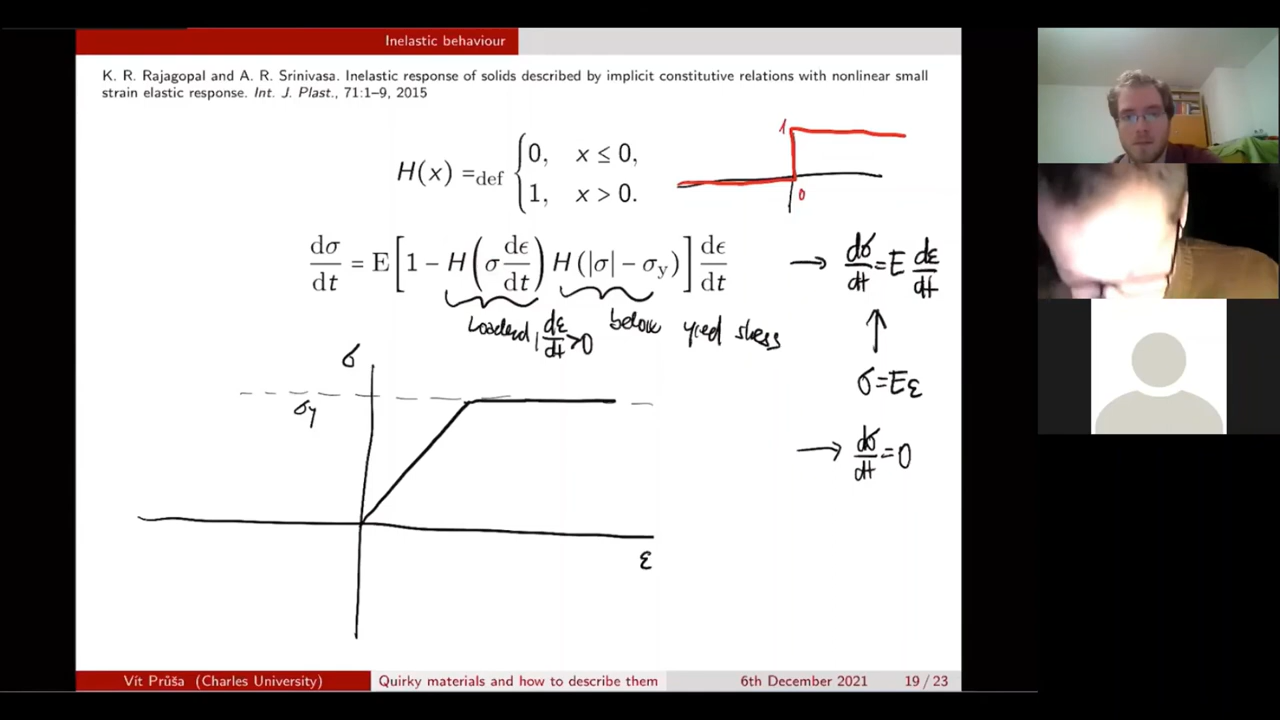 Inelastic behaviour
K. R. Rajagopal and A. R. Srinivasa. Inelastic response of solids described by implicit constitutive relations with nonlinear small
strain elastic response. Int. J. Plast., 71:1–9, 2015
H(x) =def { 0, x ≤ 0,
1, x > 0.
1
0
dσ/dt = E [1 − H(σ dϵ/dt) H(|σ| − σy)] dϵ/dt
→ dσ/dt = E dε/dt
Loaded, dε/dt > 0
below yied stress
↑
σ = Eε
→ dσ/dt = 0
σ
σy
ε
Vít Průša (Charles University)
Quirky materials and how to describe them
6th December 2021
19 / 23